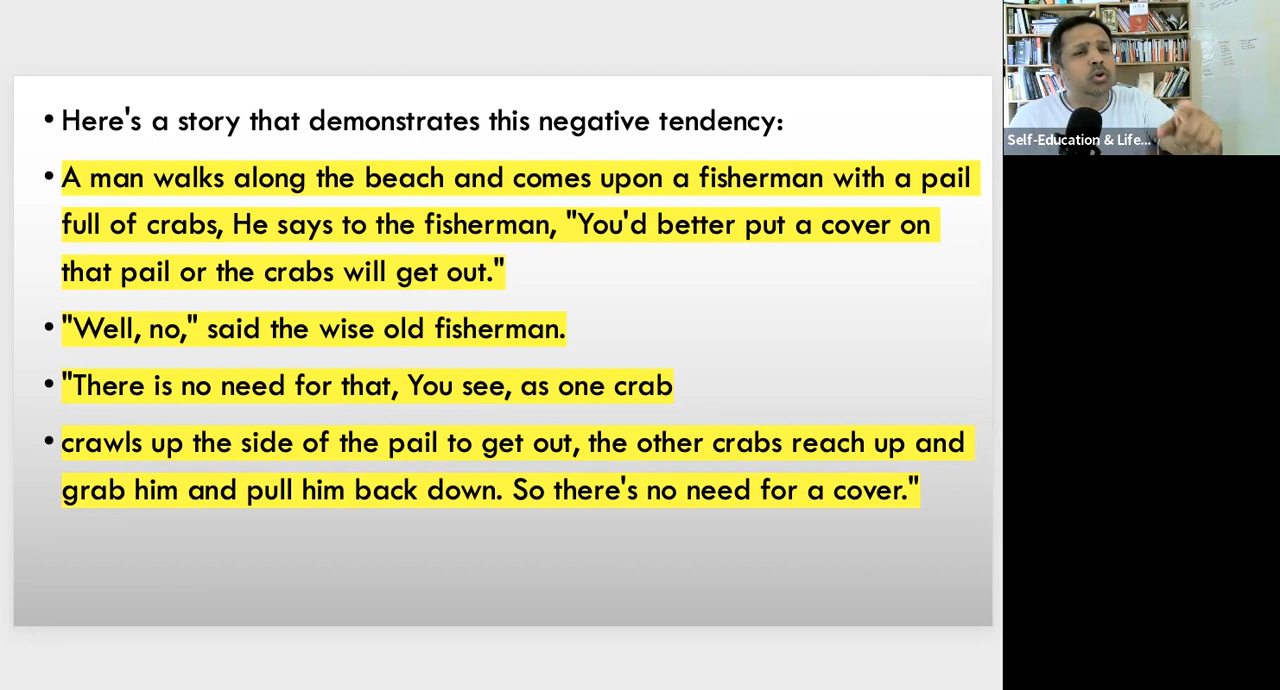 • Here's a story that demonstrates this negative tendency:
• A man walks along the beach and comes upon a fisherman with a pail
full of crabs, He says to the fisherman, "You'd better put a cover on
that pail or the crabs will get out."
• "Well, no," said the wise old fisherman.
• "There is no need for that, You see, as one crab
• crawls up the side of the pail to get out, the other crabs reach up and
grab him and pull him back down. So there's no need for a cover."
Self-Education & Life...